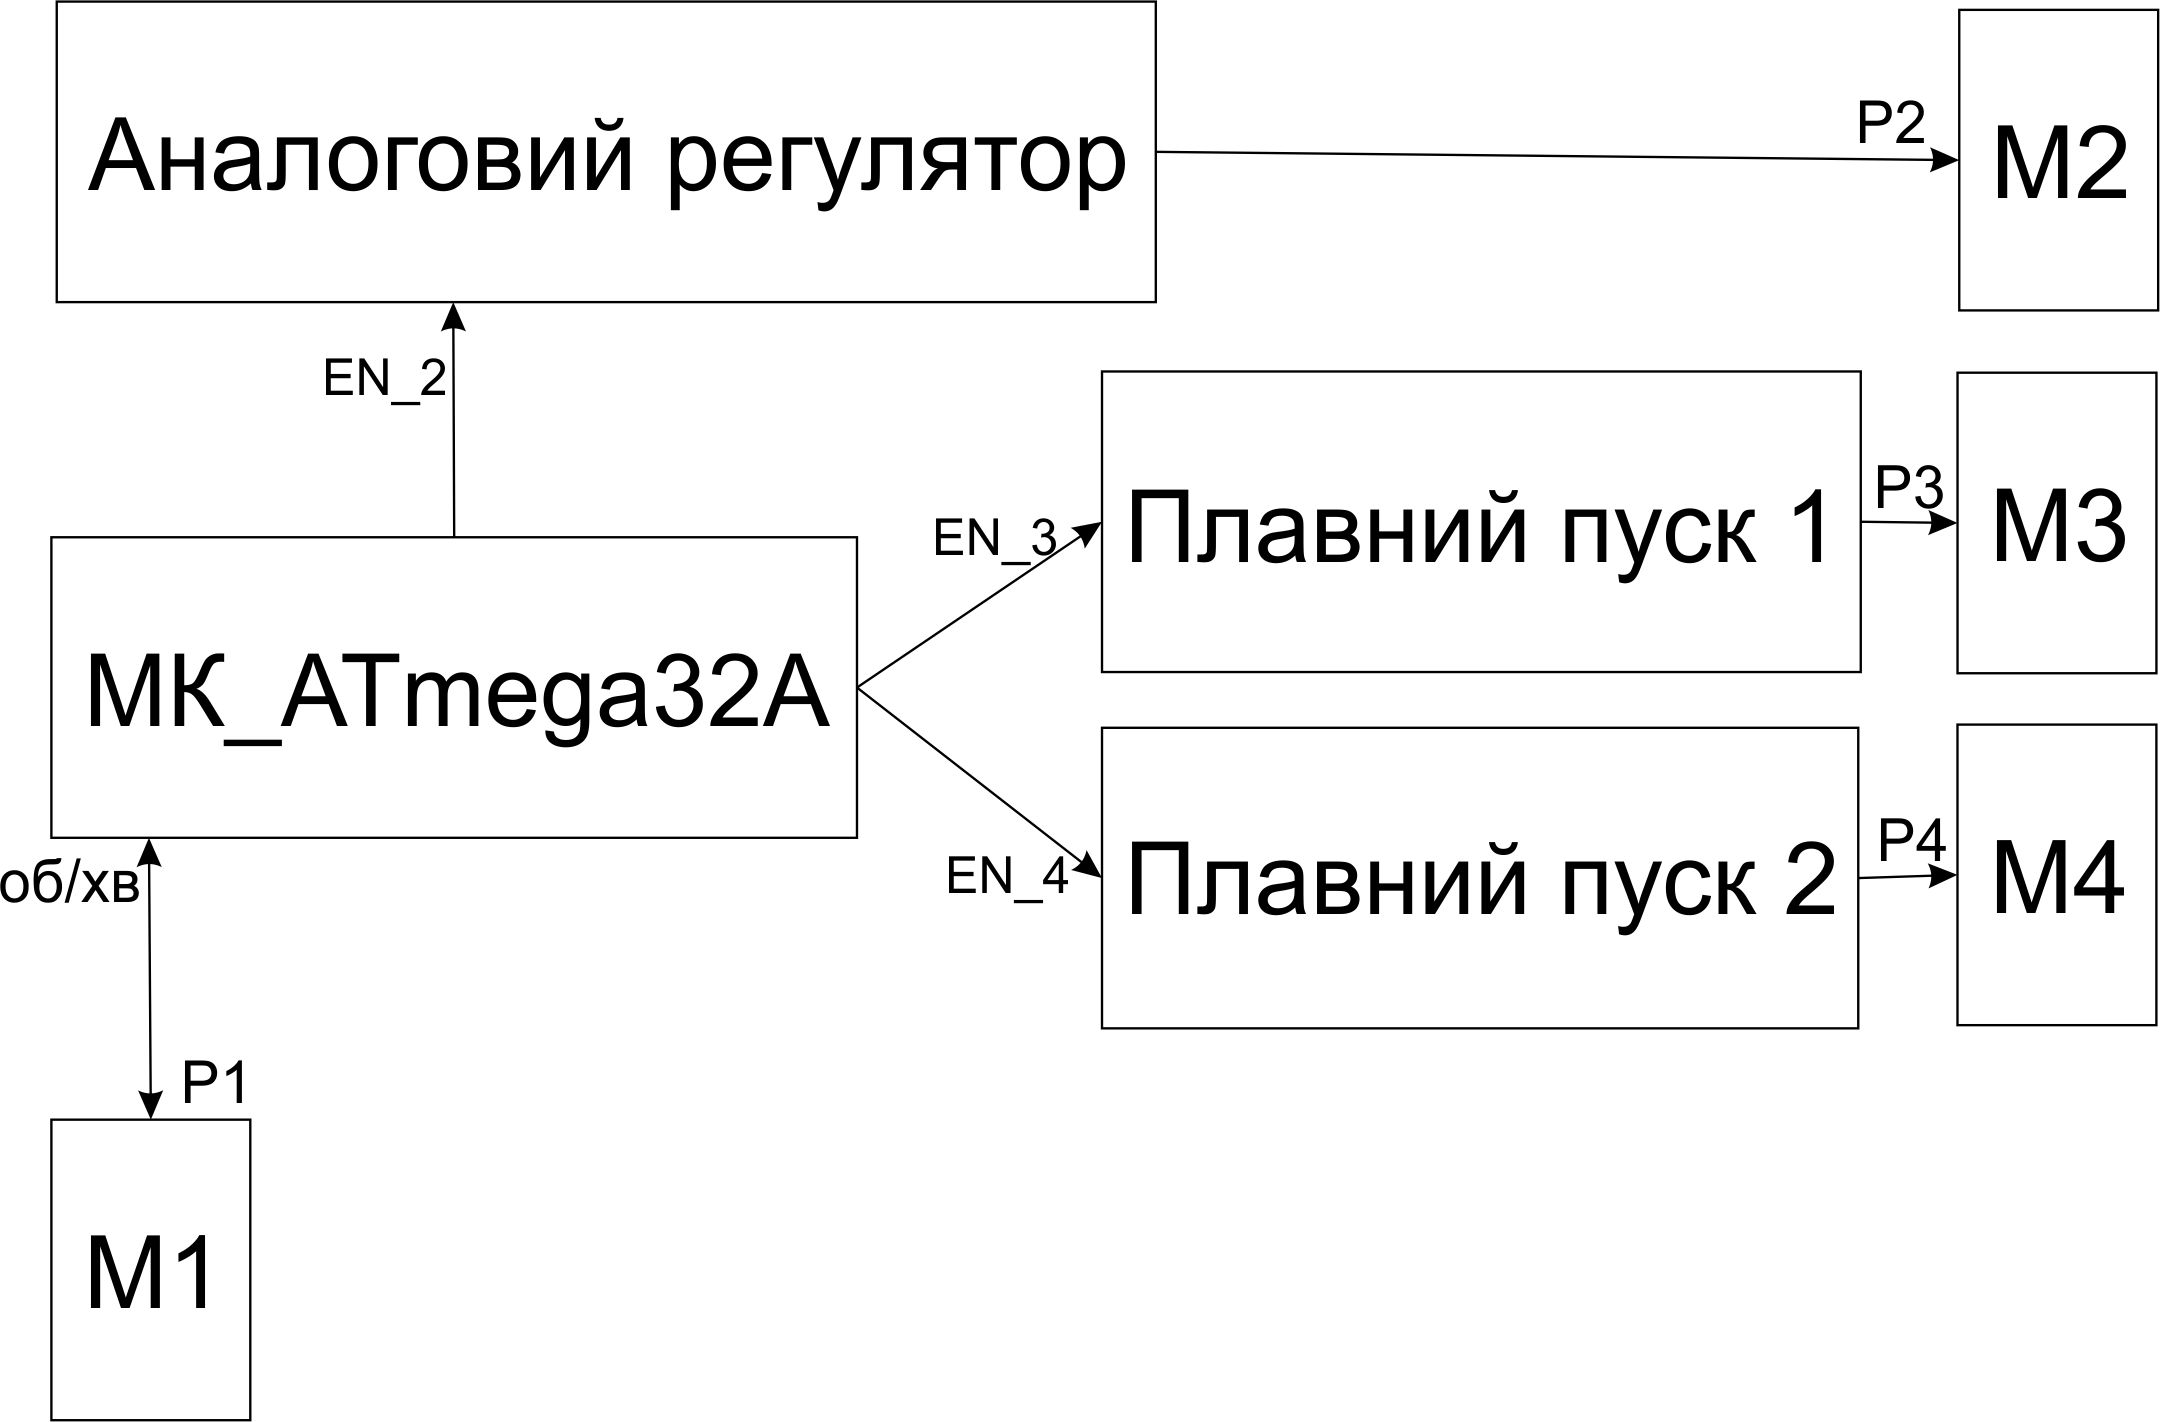 Аналоговий регулятор
P2
M2
EN_2
EN_3
Плавний пуск 1
P3
M3
МК_ATmega32A
EN_4
Плавний пуск 2
P4
M4
об/хв
P1
M1